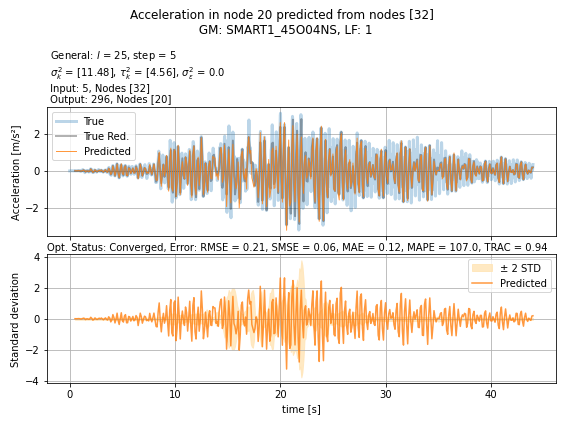 Acceleration in node 20 predicted from nodes [32]
GM: SMART1_45O04NS, LF: 1
General: l = 25, step = 5
σ²ₖ = [11.48], τ²ₖ = [4.56], σ²ε = 0.0
Input: 5, Nodes [32]
Output: 296, Nodes [20]
True
True Red.
Predicted
Acceleration [m/s²]
2
0
−2
Opt. Status: Converged, Error: RMSE = 0.21, SMSE = 0.06, MAE = 0.12, MAPE = 107.0, TRAC = 0.94
± 2 STD
Predicted
Standard deviation
4
2
0
−2
−4
0 10 20 30 40
time [s]